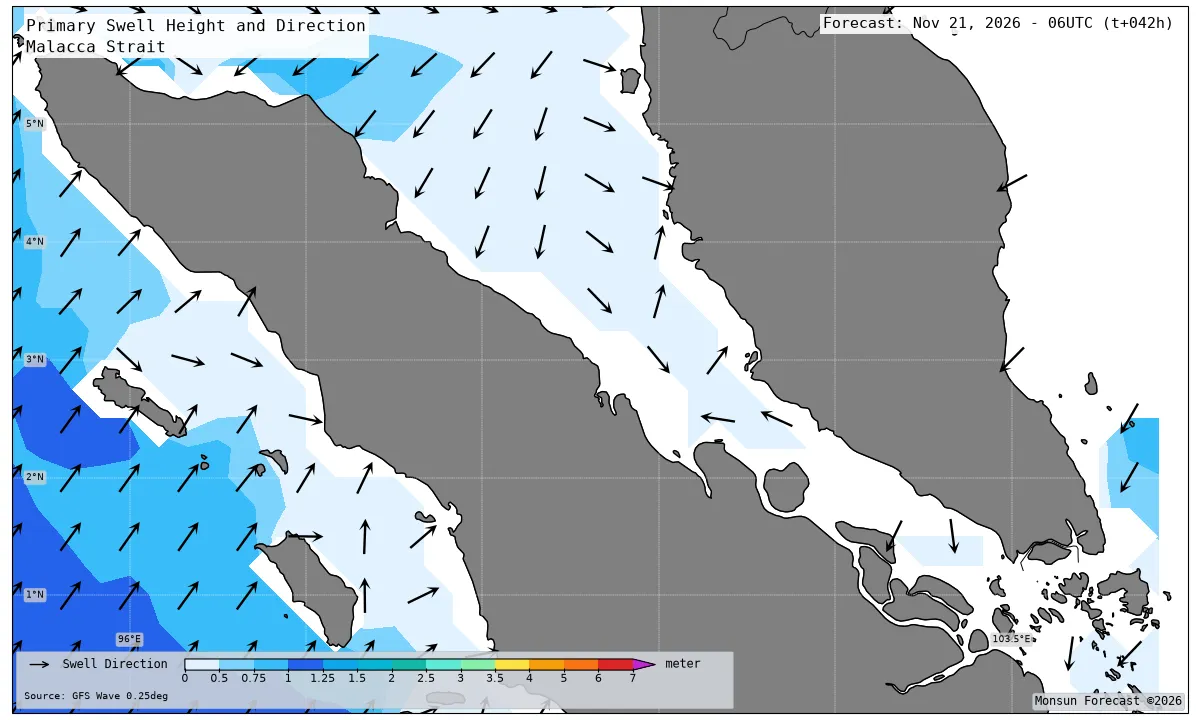 Primary Swell Height and Direction
Malacca Strait
Forecast: Nov 21, 2026 - 06UTC (t+042h)
5°N
4°N
3°N
2°N
1°N
96°E
103.5°E
Swell Direction
0 0.5 0.75 1 1.25 1.5 2 2.5 3 3.5 4 5 6 7
meter
Source: GFS Wave 0.25deg
Monsun Forecast ©2026